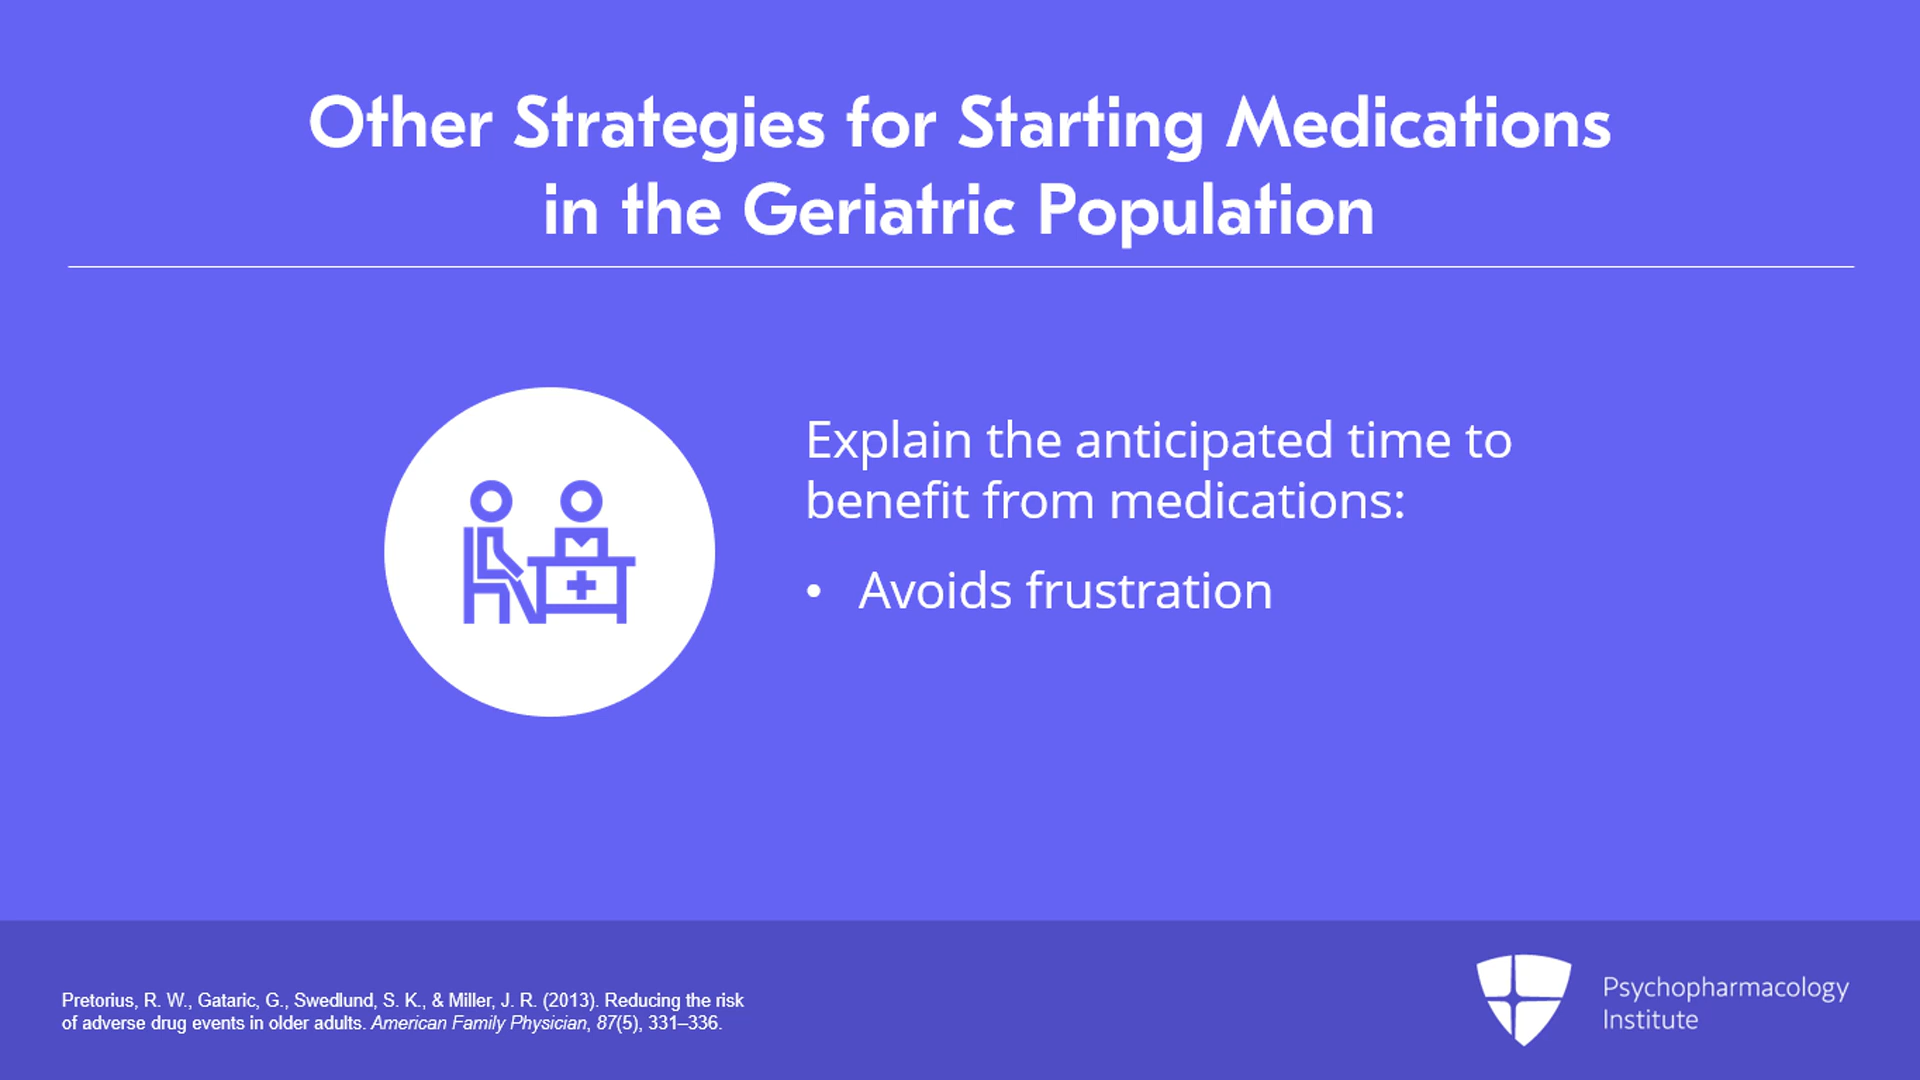 Other Strategies for Starting Medications
in the Geriatric Population
Explain the anticipated time to
benefit from medications:
• Avoids frustration
Pretorius, R. W., Gataric, G., Swedlund, S. K., & Miller, J. R. (2013). Reducing the risk
of adverse drug events in older adults. American Family Physician, 87(5), 331–336.
Psychopharmacology
Institute